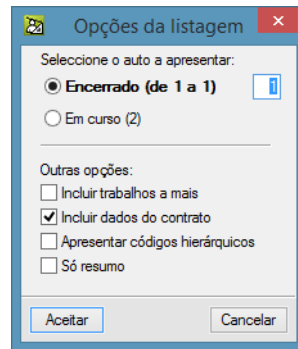 Opções da listagem
Seleccione o auto a apresentar:
Encerrado (de 1 a 1) 1
Em curso (2)
Outras opções:
Incluir trabalhos a mais
Incluir dados do contrato
Apresentar códigos hierárquicos
Só resumo
Aceitar Cancelar